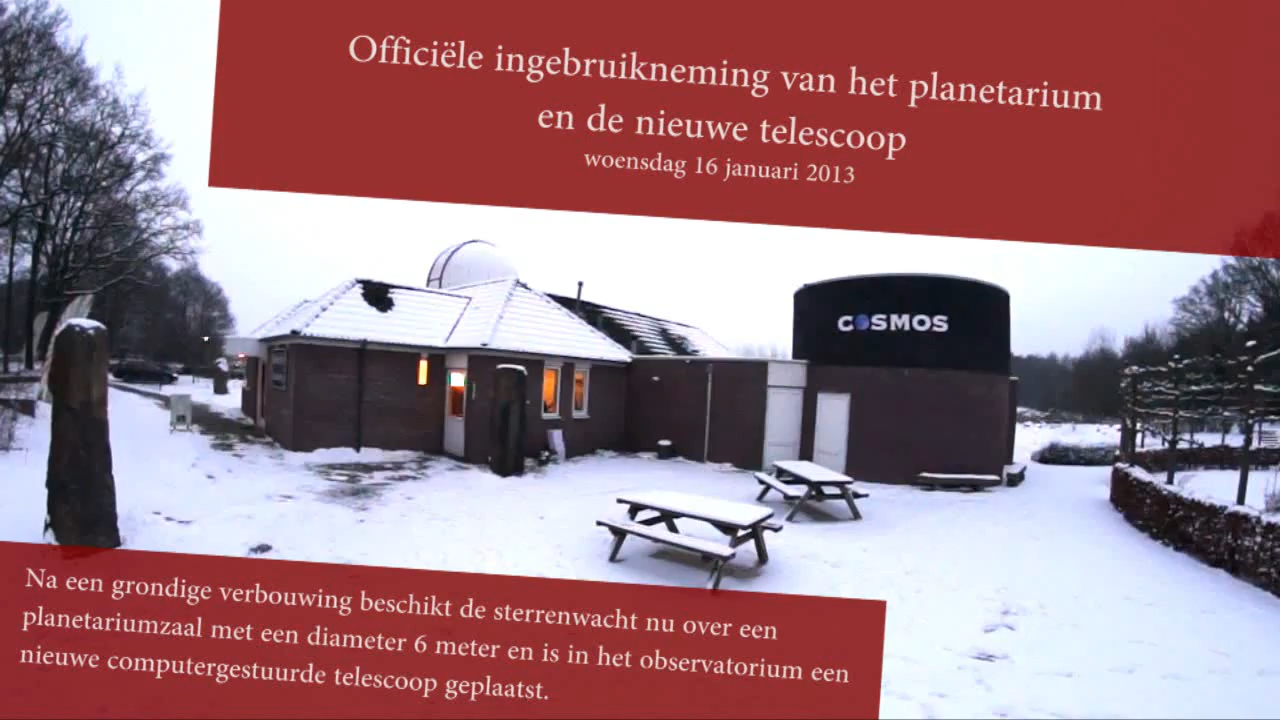 Officiële ingebruikneming van het planetarium
en de nieuwe telescoop
woensdag 16 januari 2013
COSMOS
Na een grondige verbouwing beschikt de sterrenwacht nu over een
planetariumzaal met een diameter 6 meter en is in het observatorium een
nieuwe computergestuurde telescoop geplaatst.